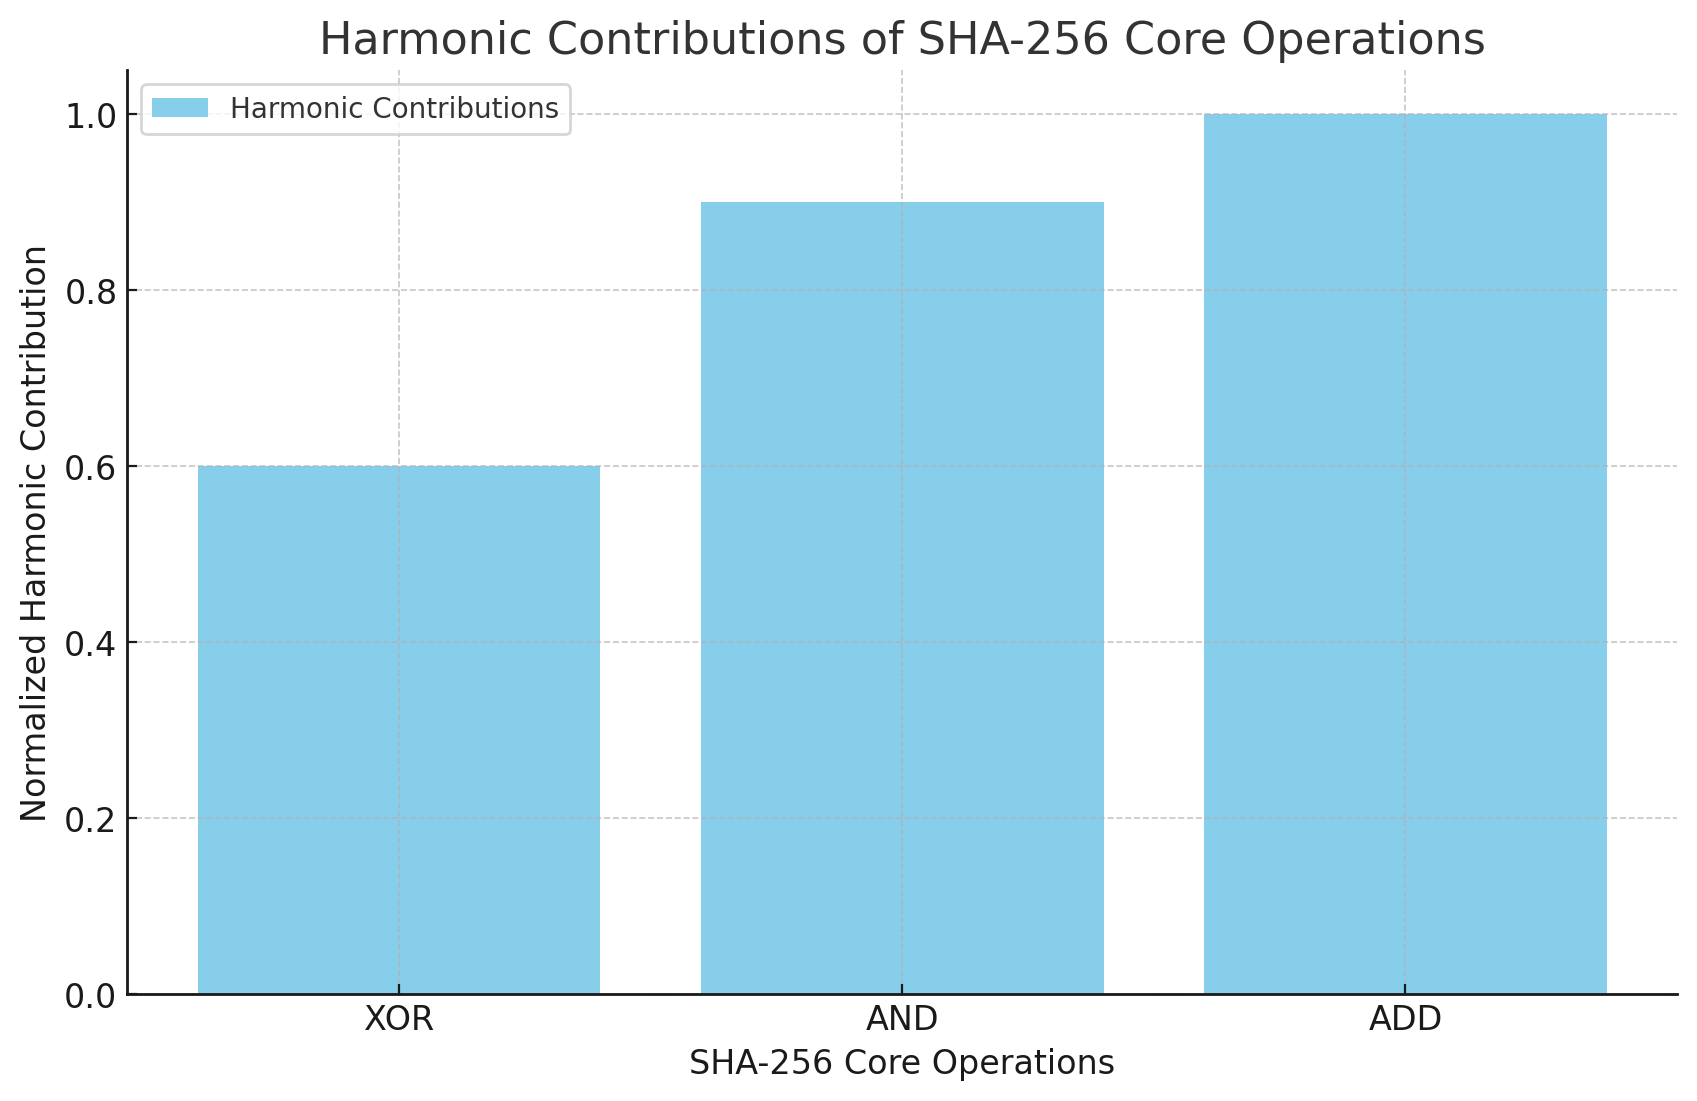 Harmonic Contributions of SHA-256 Core Operations
Harmonic Contributions
Normalized Harmonic Contribution
1.0
0.8
0.6
0.4
0.2
0.0
XOR AND ADD
SHA-256 Core Operations